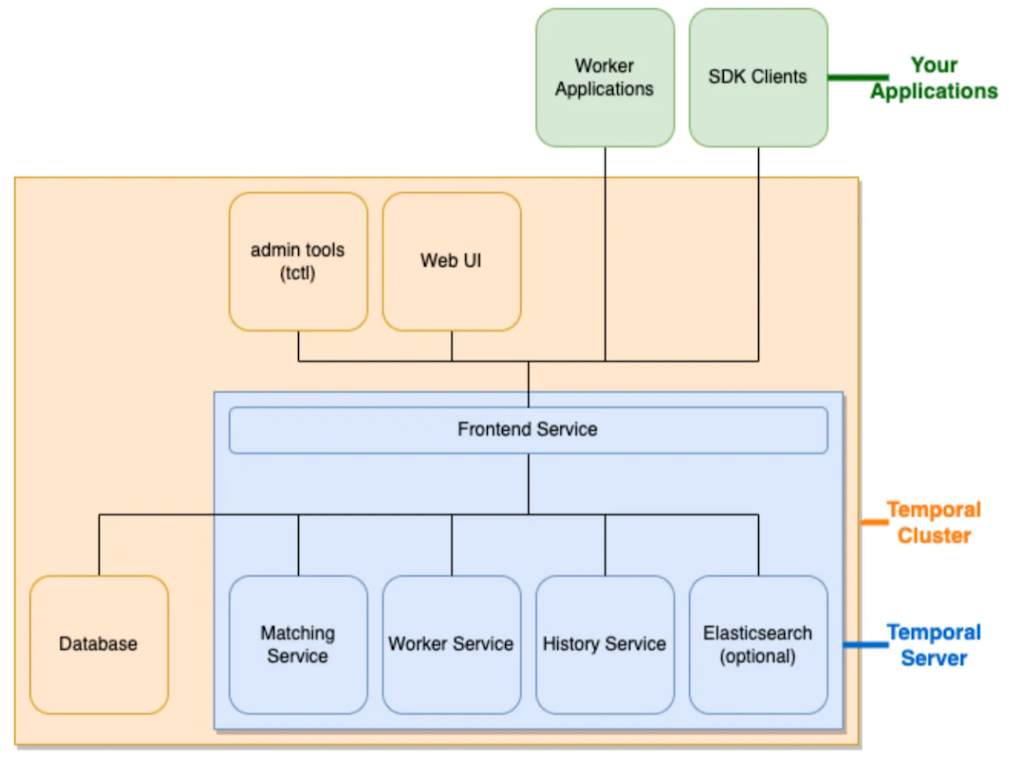 Worker
Applications
SDK Clients
Your
Applications
admin tools
(tctl)
Web UI
Frontend Service
Temporal
Cluster
Database
Matching
Service
Worker Service
History Service
Elasticsearch
(optional)
Temporal
Server